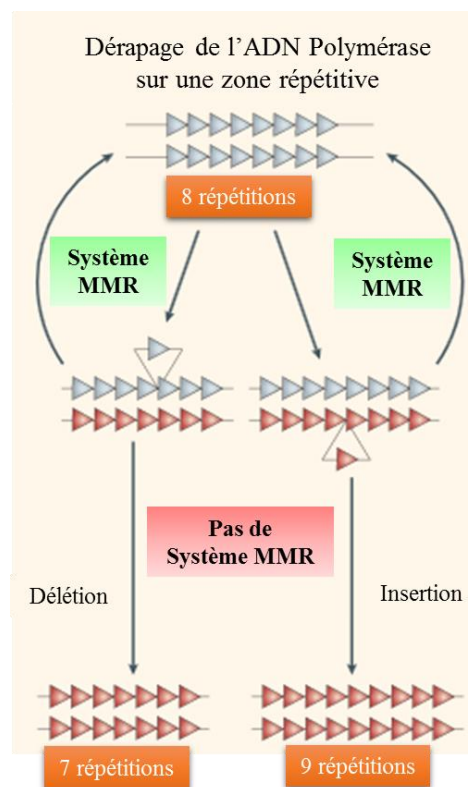 Dérapage de l’ADN Polymérase
sur une zone répétitive
8 répétitions
Système
MMR
Système
MMR
Pas de
Système MMR
Délétion
Insertion
7 répétitions
9 répétitions